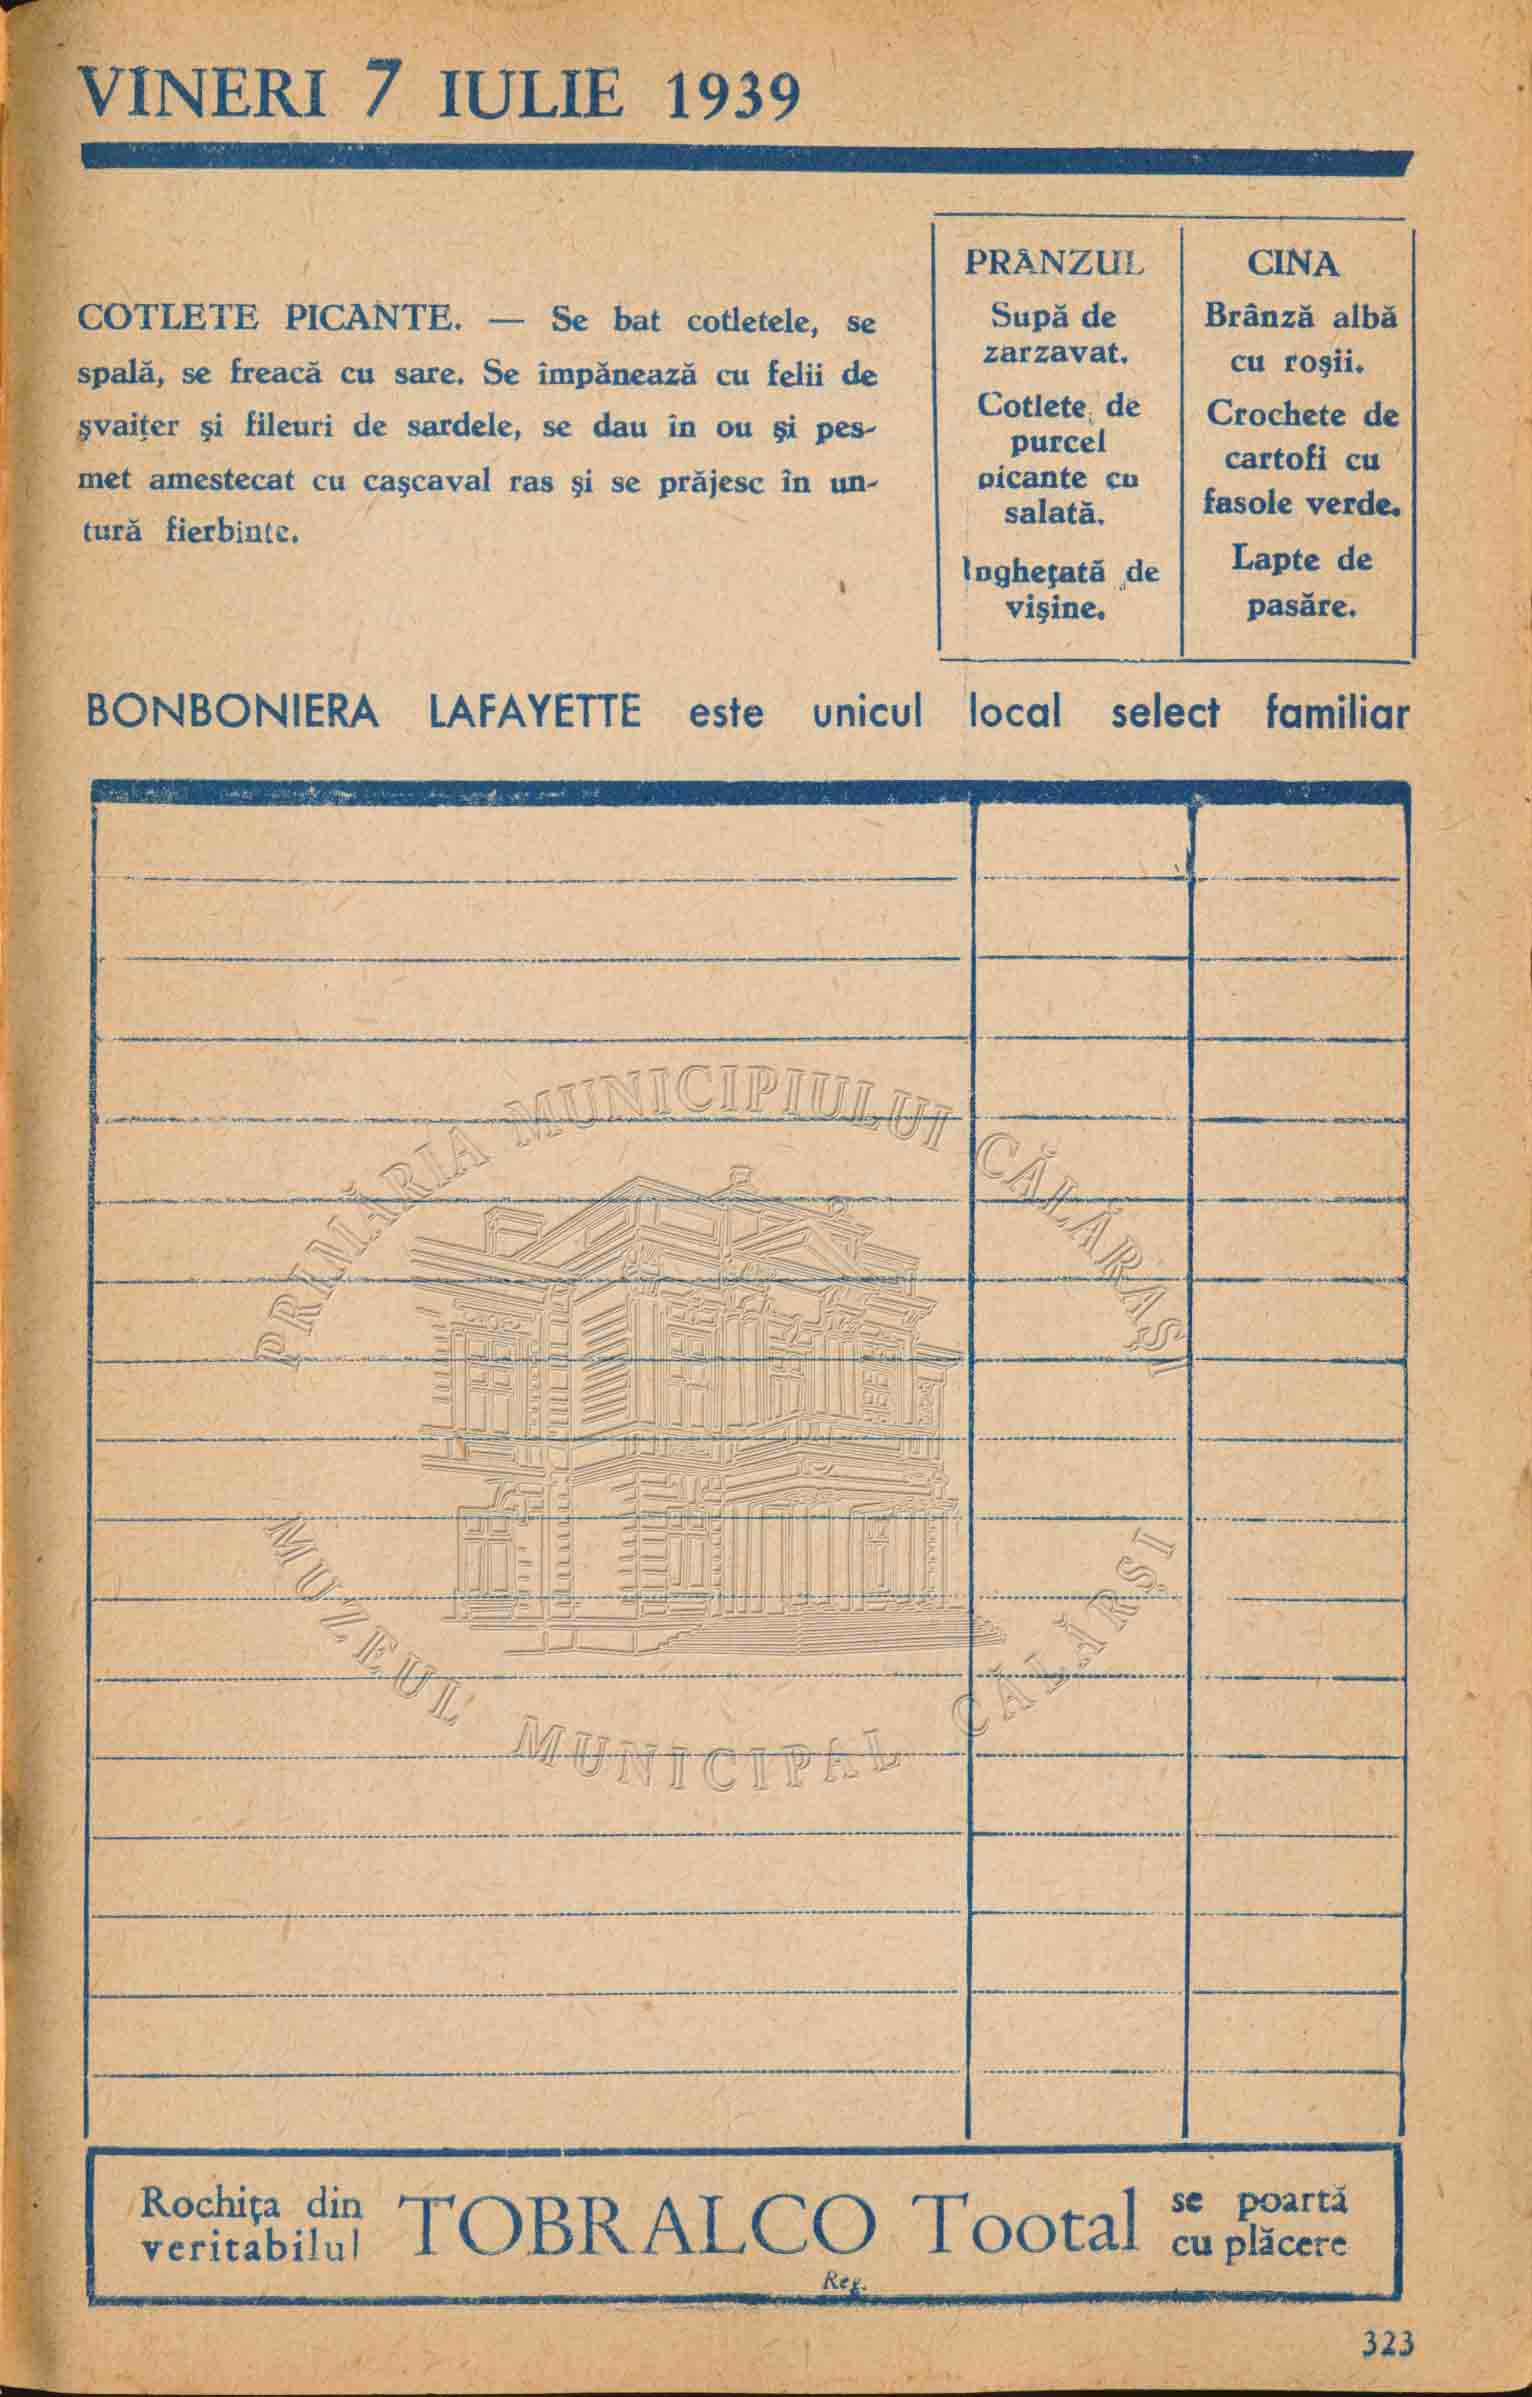 VINERI 7 IULIE 1939
COTLETE PICANTE. — Se bat cotletele, se
spală, se freacă cu sare. Se împănează cu felii de
şvaiţer şi fileuri de sardele, se dau în ou şi pes-
met amestecat cu caşcaval ras şi se prăjesc în un-
tură fierbinte.
PRÂNZUL
Supă de
zarzavat.
Cotlete de
purcel
picante cu
salată.
Inghețată de
vişine.
CINA
Brânză albă
cu roşii.
Crochete de
cartofi cu
fasole verde.
Lapte de
pasăre.
BONBONIERA LAFAYETTE este unicul local select familiar
PRIMĂRIA MUNICIPIULUI CĂLĂRAȘI
MUZEUL MUNICIPAL CĂLĂRȘI
Rochiţa din
veritabilul
TOBRALCO Tootal
Reg.
se poartă
cu plăcere
323